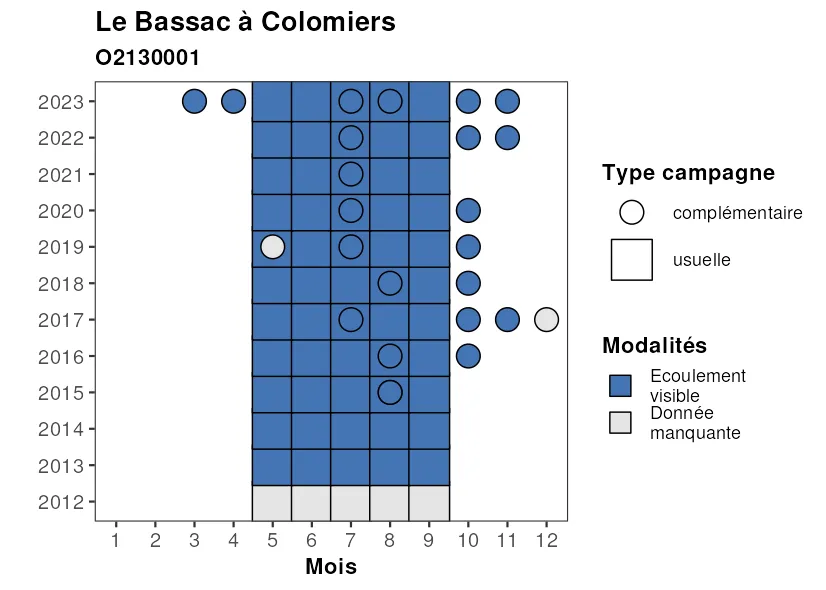 Le Bassac à Colomiers
O2130001
2023
2022
2021
2020
2019
2018
2017
2016
2015
2014
2013
2012
1 2 3 4 5 6 7 8 9 10 11 12
Mois
Type campagne
complémentaire
usuelle
Modalités
Ecoulement
visible
Donnée
manquante